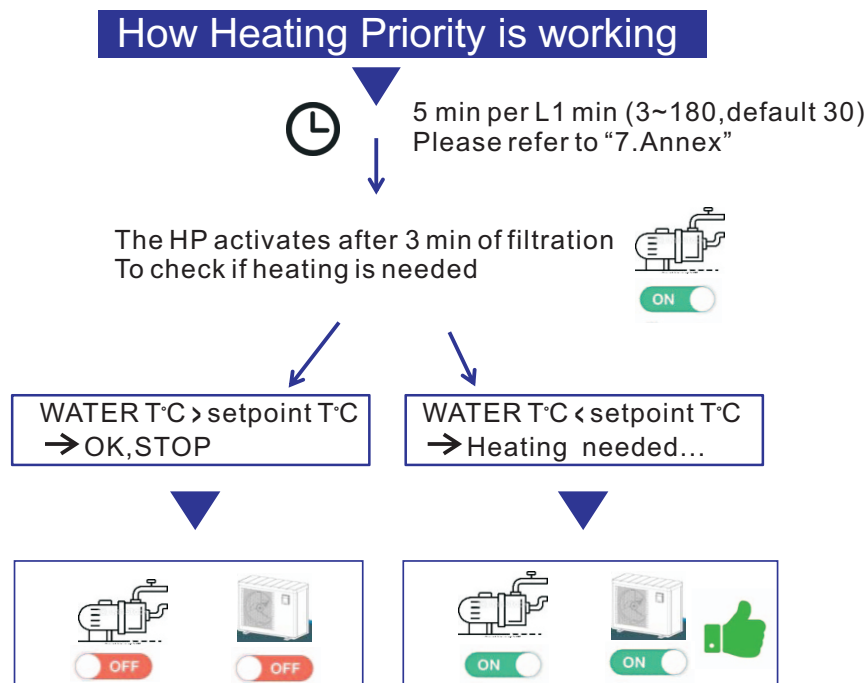 How Heating Priority is working
5 min per L1 min (3~180,default 30)
Please refer to “7.Annex”
The HP activates after 3 min of filtration
To check if heating is needed
ON
WATER T°C > setpoint T°C
→ OK,STOP
WATER T°C < setpoint T°C
→ Heating needed...
OFF
OFF
ON
ON